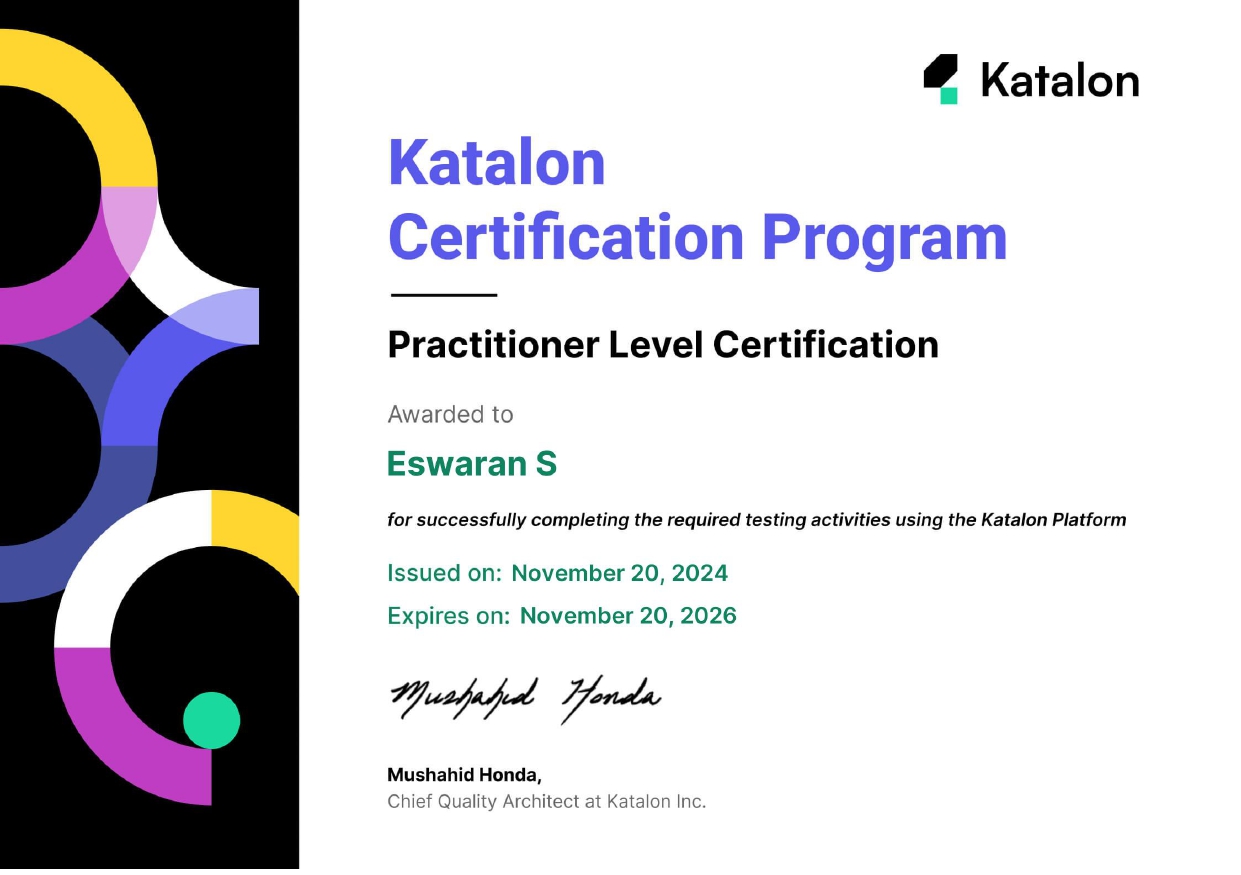 Katalon
Katalon
Certification Program
Practitioner Level Certification
Awarded to
Eswaran S
for successfully completing the required testing activities using the Katalon Platform
Issued on: November 20, 2024
Expires on: November 20, 2026
Mushahid Honda
Mushahid Honda,
Chief Quality Architect at Katalon Inc.